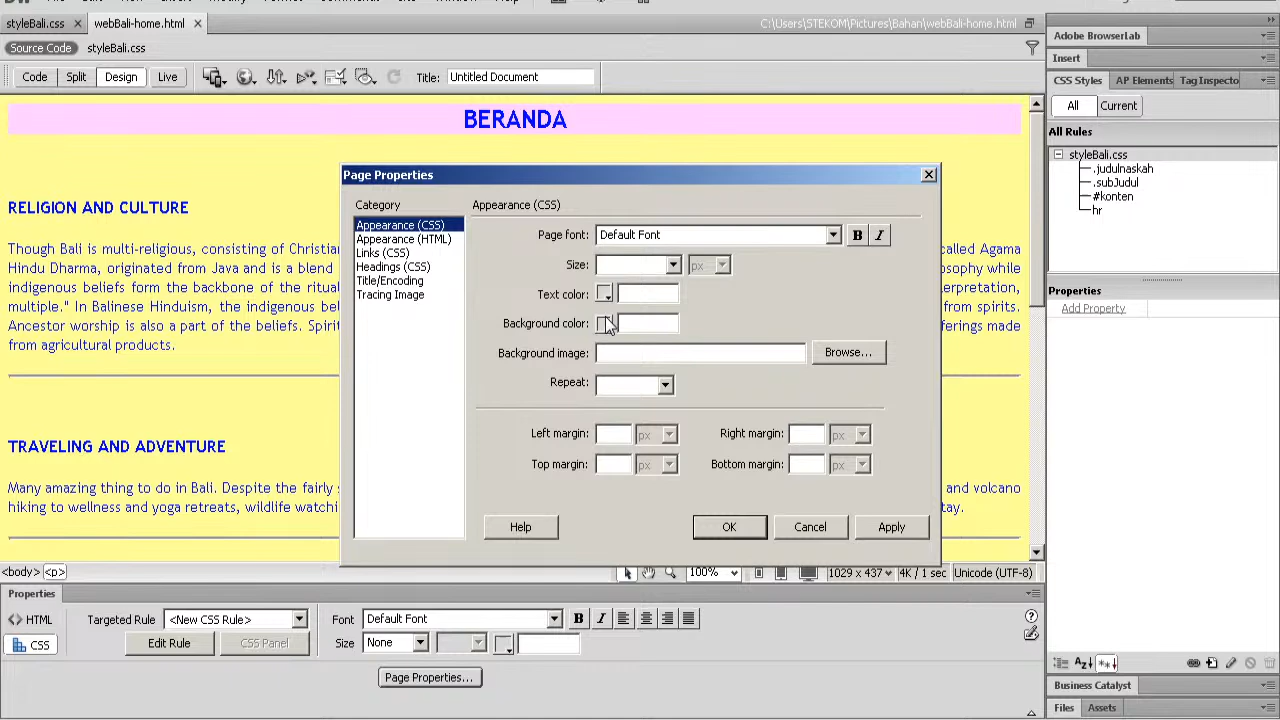 styleBali.css × webBali-home.html ×
C:\Users\STEKOM\Pictures\Bahan\webBali-home.html
Source Code styleBali.css
Code Split Design Live Title: Untitled Document
BERANDA
RELIGION AND CULTURE
Though Bali is multi-religious, consisting of Christian
called Agama
Hindu Dharma, originated from Java and is a blend
philosophy while
indigenous beliefs form the backbone of the
multiple." In Balinese Hinduism, the indigenous
from spirits.
Ancestor worship is also a part of the beliefs.
offerings made
from agricultural products.
TRAVELING AND ADVENTURE
Many amazing thing to do in Bali. Despite the fairly
and volcano
hiking to wellness and yoga retreats, wildlife
Page Properties
Category
Appearance (CSS)
Appearance (HTML)
Links (CSS)
Headings (CSS)
Title/Encoding
Tracing Image
Appearance (CSS)
Page font: Default Font B I
Size: px
Text color:
Background color:
Background image: Browse...
Repeat:
Left margin: px Right margin: px
Top margin: px Bottom margin: px
Help OK Cancel Apply
<body> <p>
100% 1029 x 437 4K / 1 sec Unicode (UTF-8)
Properties
<> HTML Targeted Rule <New CSS Rule> Font Default Font B I
CSS Edit Rule CSS Panel Size None
Page Properties...
Adobe BrowserLab
Insert
CSS Styles AP Elements Tag Inspecto
All Current
All Rules
styleBali.css
.judulnaskah
.subJudul
#konten
hr
Properties
Add Property
Business Catalyst
Files Assets